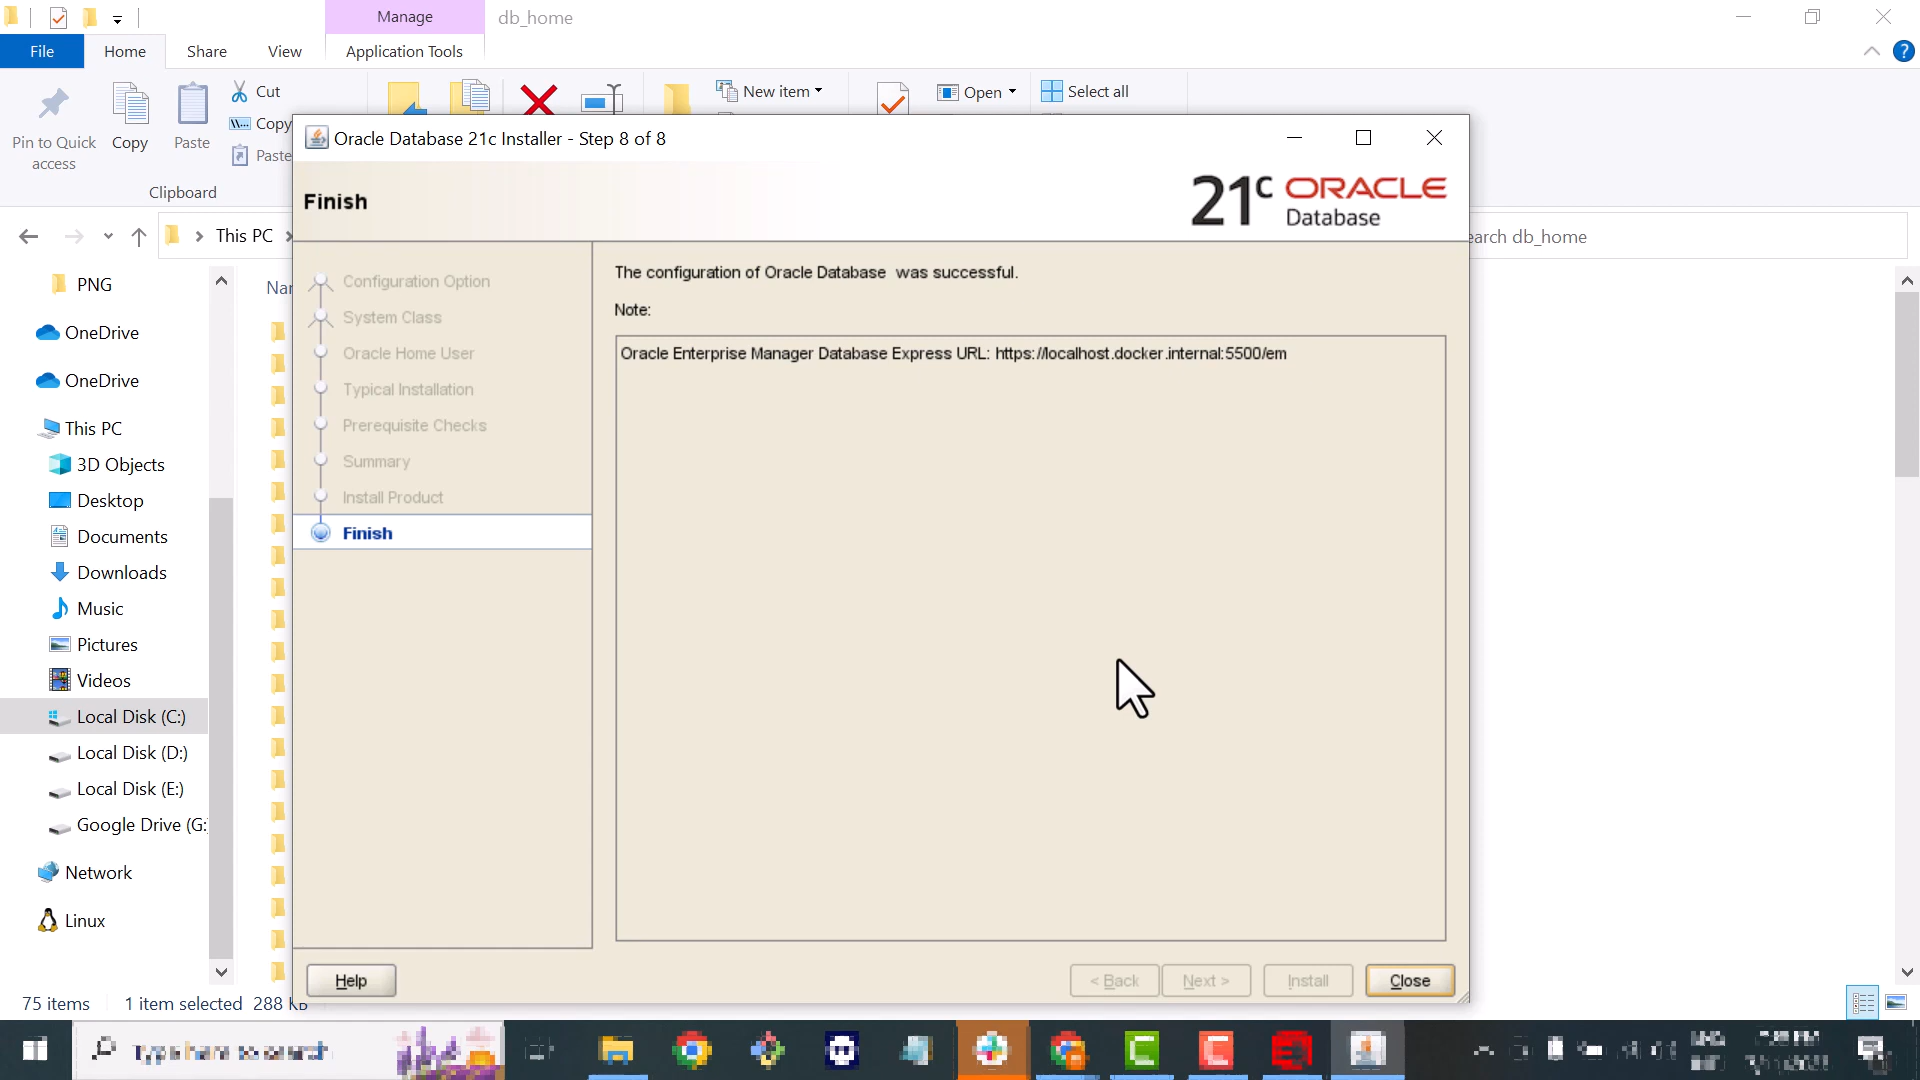 Manage
db_home
File
Home
Share
View
Application Tools
Pin to Quick access
Copy
Paste
Cut
Copy
Paste
Clipboard
New item
Open
Select all
This PC
earch db_home
PNG
OneDrive
OneDrive
This PC
3D Objects
Desktop
Documents
Downloads
Music
Pictures
Videos
Local Disk (C:)
Local Disk (D:)
Local Disk (E:)
Google Drive (G:
Network
Linux
75 items
1 item selected 288 KB
Oracle Database 21c Installer - Step 8 of 8
Finish
21c ORACLE
Database
Configuration Option
System Class
Oracle Home User
Typical Installation
Prerequisite Checks
Summary
Install Product
Finish
The configuration of Oracle Database was successful.
Note:
Oracle Enterprise Manager Database Express URL: https://localhost.docker.internal:5500/em
Help
< Back
Next >
Install
Close
Type here to search